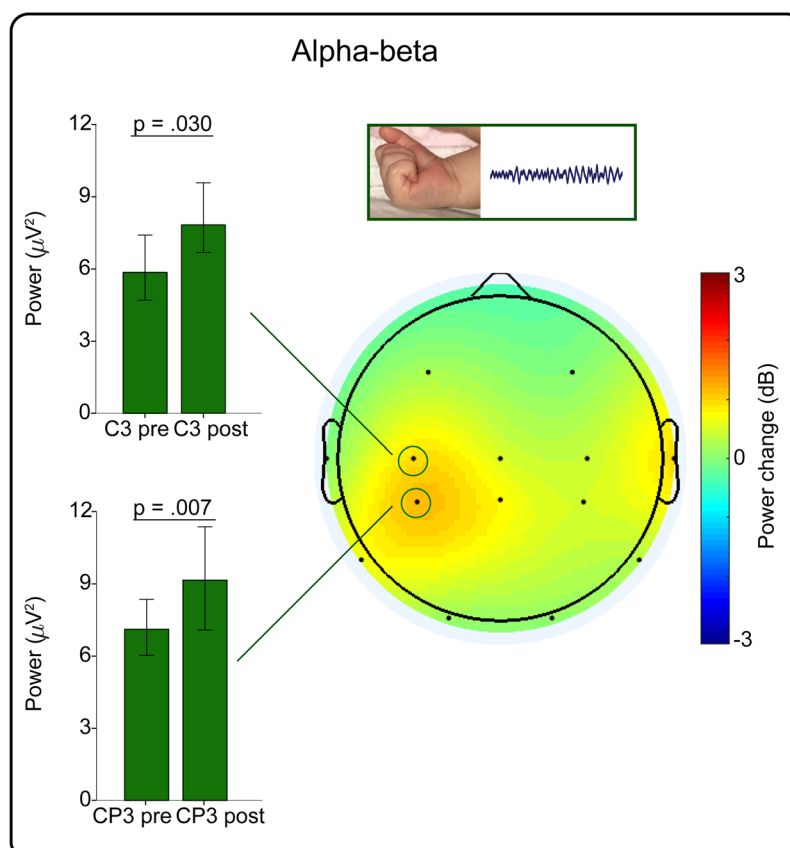 Alpha-beta
p = .030
12
9
6
3
0
Power (μV²)
C3 pre C3 post
p = .007
12
9
6
3
0
Power (μV²)
CP3 pre CP3 post
3
0
-3
Power change (dB)